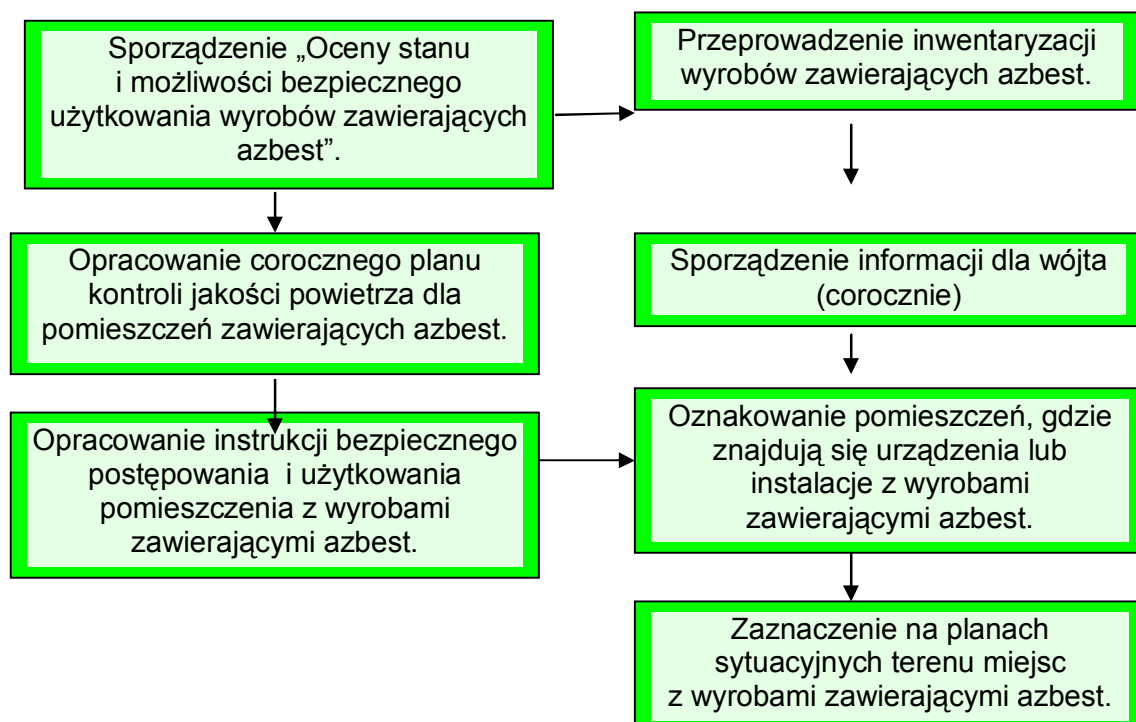 Sporządzenie „Oceny stanu
i możliwości bezpiecznego
użytkowania wyrobów zawierających
azbest”.
Przeprowadzenie inwentaryzacji
wyrobów zawierających azbest.
Opracowanie corocznego planu
kontroli jakości powietrza dla
pomieszczeń zawierających azbest.
Sporządzenie informacji dla wójta
(corocznie)
Opracowanie instrukcji bezpiecznego
postępowania i użytkowania
pomieszczenia z wyrobami
zawierającymi azbest.
Oznakowanie pomieszczeń, gdzie
znajdują się urządzenia lub
instalacje z wyrobami
zawierającymi azbest.
Zaznaczenie na planach
sytuacyjnych terenu miejsc
z wyrobami zawierającymi azbest.